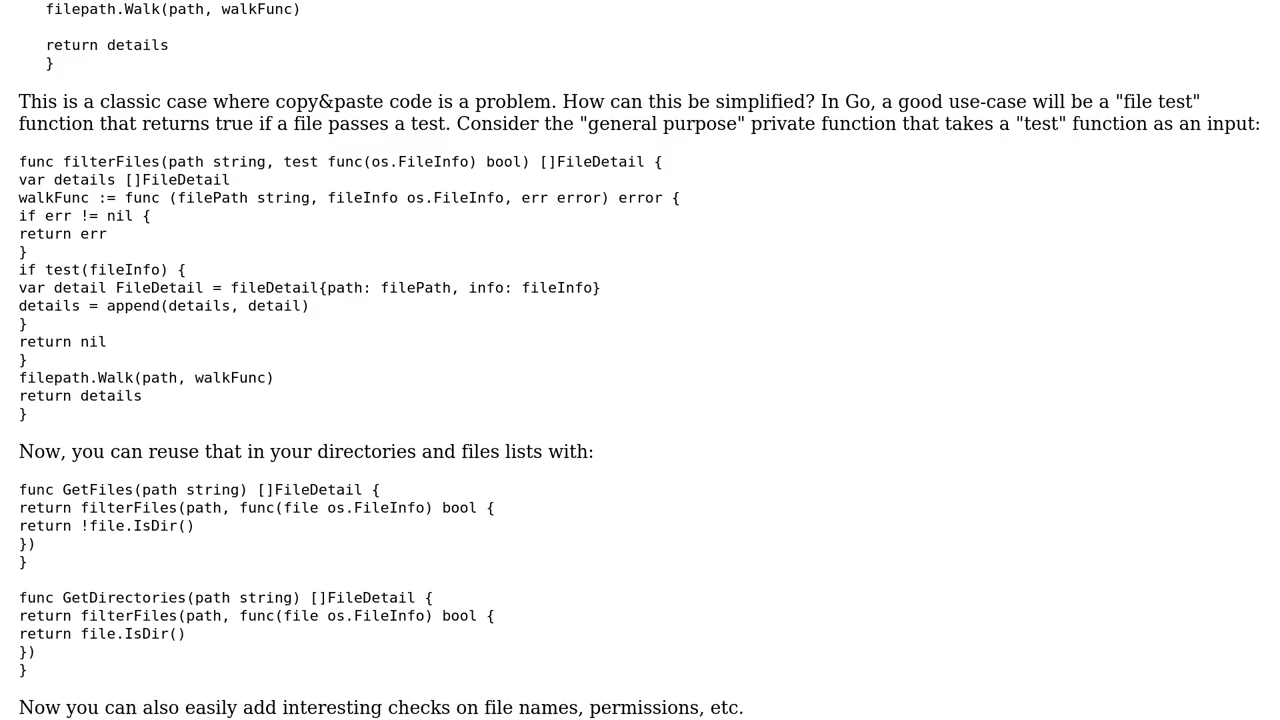 filepath.Walk(path, walkFunc)
return details
}
This is a classic case where copy&paste code is a problem. How can this be simplified? In Go, a good use-case will be a "file test"
function that returns true if a file passes a test. Consider the "general purpose" private function that takes a "test" function as an input:
func filterFiles(path string, test func(os.FileInfo) bool) []FileDetail {
var details []FileDetail
walkFunc := func (filePath string, fileInfo os.FileInfo, err error) error {
if err != nil {
return err
}
if test(fileInfo) {
var detail FileDetail = fileDetail{path: filePath, info: fileInfo}
details = append(details, detail)
}
return nil
}
filepath.Walk(path, walkFunc)
return details
}
Now, you can reuse that in your directories and files lists with:
func GetFiles(path string) []FileDetail {
return filterFiles(path, func(file os.FileInfo) bool {
return !file.IsDir()
})
}
func GetDirectories(path string) []FileDetail {
return filterFiles(path, func(file os.FileInfo) bool {
return file.IsDir()
})
}
Now you can also easily add interesting checks on file names, permissions, etc.